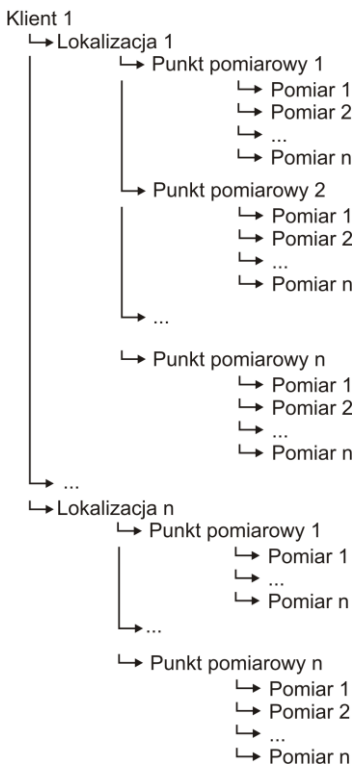 Klient 1
Lokalizacja 1
Punkt pomiarowy 1
Pomiar 1
Pomiar 2
...
Pomiar n
Punkt pomiarowy 2
Pomiar 1
Pomiar 2
...
Pomiar n
...
Punkt pomiarowy n
Pomiar 1
Pomiar 2
...
Pomiar n
...
Lokalizacja n
Punkt pomiarowy 1
Pomiar 1
...
Pomiar n
...
Punkt pomiarowy n
Pomiar 1
Pomiar 2
...
Pomiar n